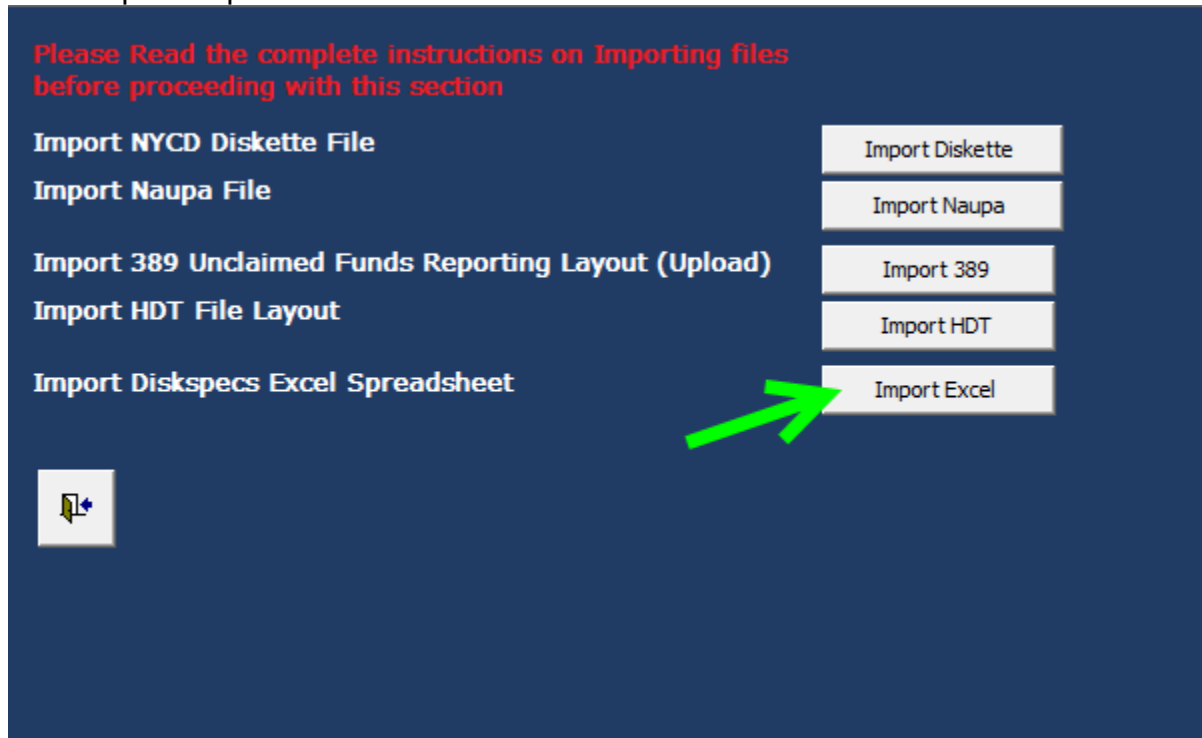 Please Read the complete instructions on Importing files
before proceeding with this section
Import NYCD Diskette File
Import Diskette
Import Naupa File
Import Naupa
Import 389 Unclaimed Funds Reporting Layout (Upload)
Import 389
Import HDT File Layout
Import HDT
Import Diskspecs Excel Spreadsheet
Import Excel